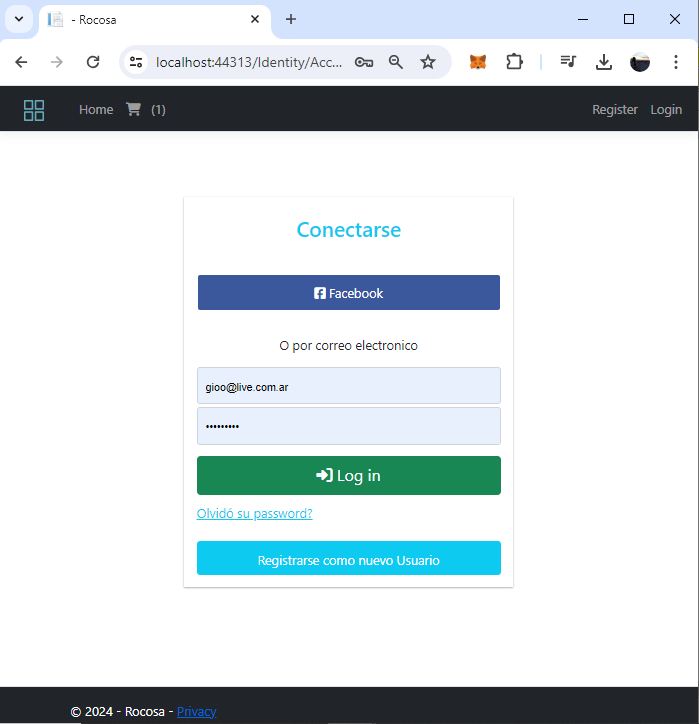 - Rocosa
localhost:44313/Identity/Acc...
Home (1) Register Login
Conectarse
Facebook
O por correo electronico
gioo@live.com.ar
•••••••••
Log in
Olvidó su password?
Registrarse como nuevo Usuario
© 2024 - Rocosa - Privacy